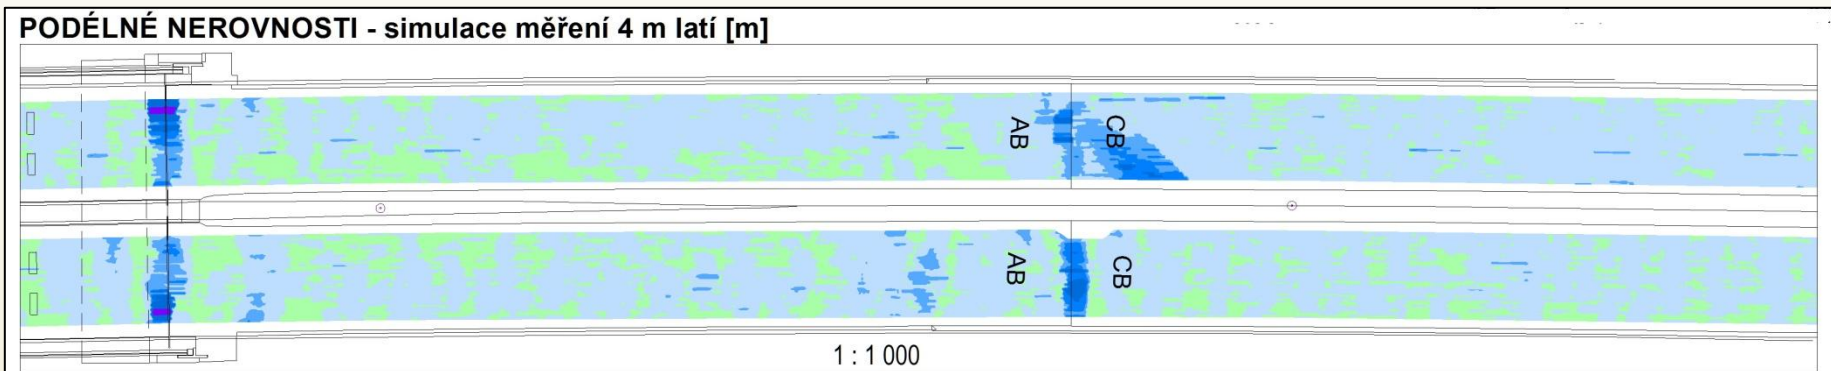 PODÉLNÉ NEROVNOSTI - simulace měření 4 m latí [m]
AB
CB
AB
CB
1 : 1 000